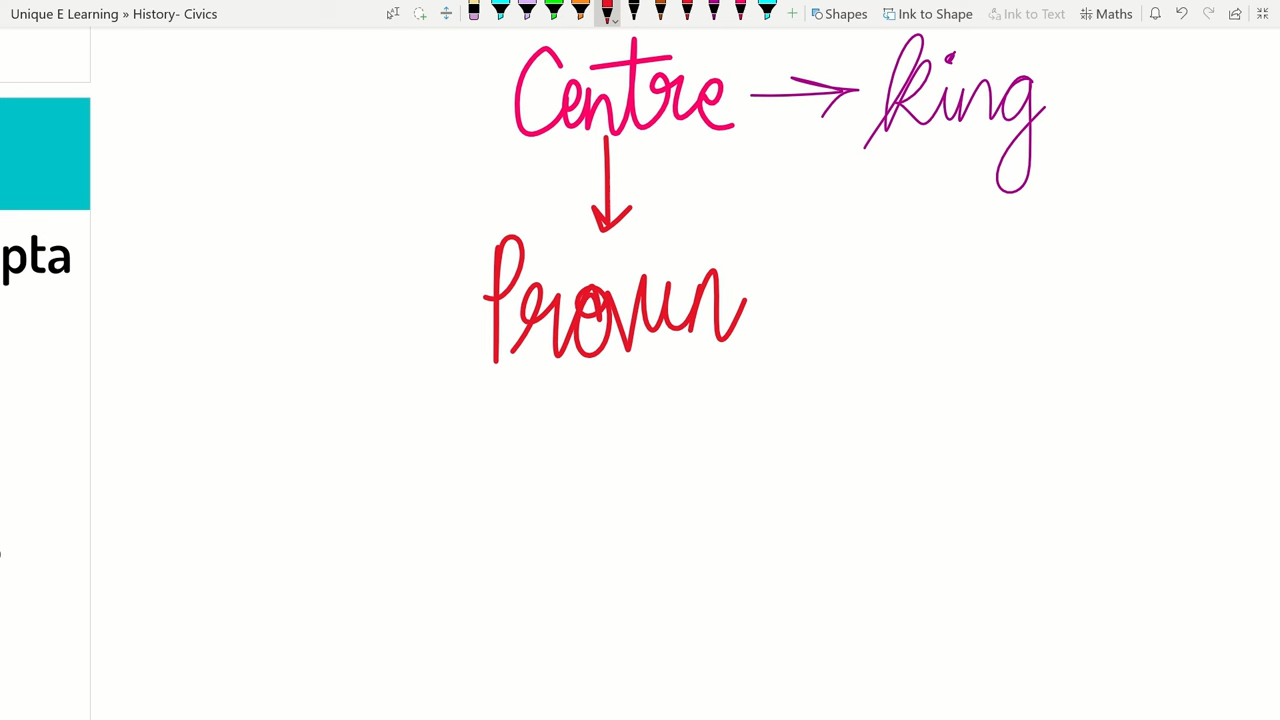 Unique E Learning » History- Civics
Shapes Ink to Shape Ink to Text Maths
Centre → king
pta
Provin